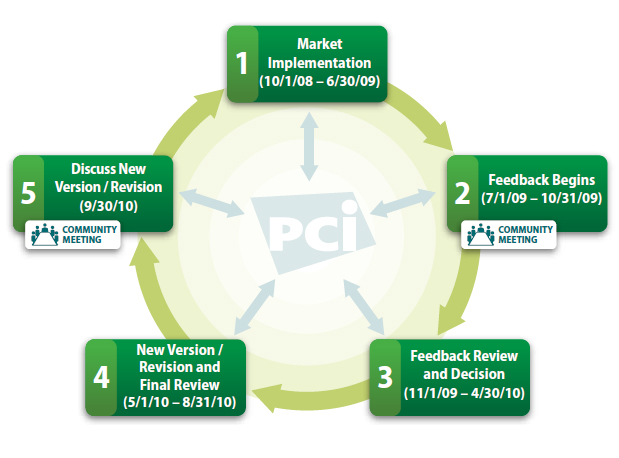 1
Market
Implementation
(10/1/08 – 6/30/09)
2
Feedback Begins
(7/1/09 – 10/31/09)
COMMUNITY
MEETING
3
Feedback Review
and Decision
(11/1/09 – 4/30/10)
4
New Version /
Revision and
Final Review
(5/1/10 – 8/31/10)
5
Discuss New
Version / Revision
(9/30/10)
COMMUNITY
MEETING
PCi